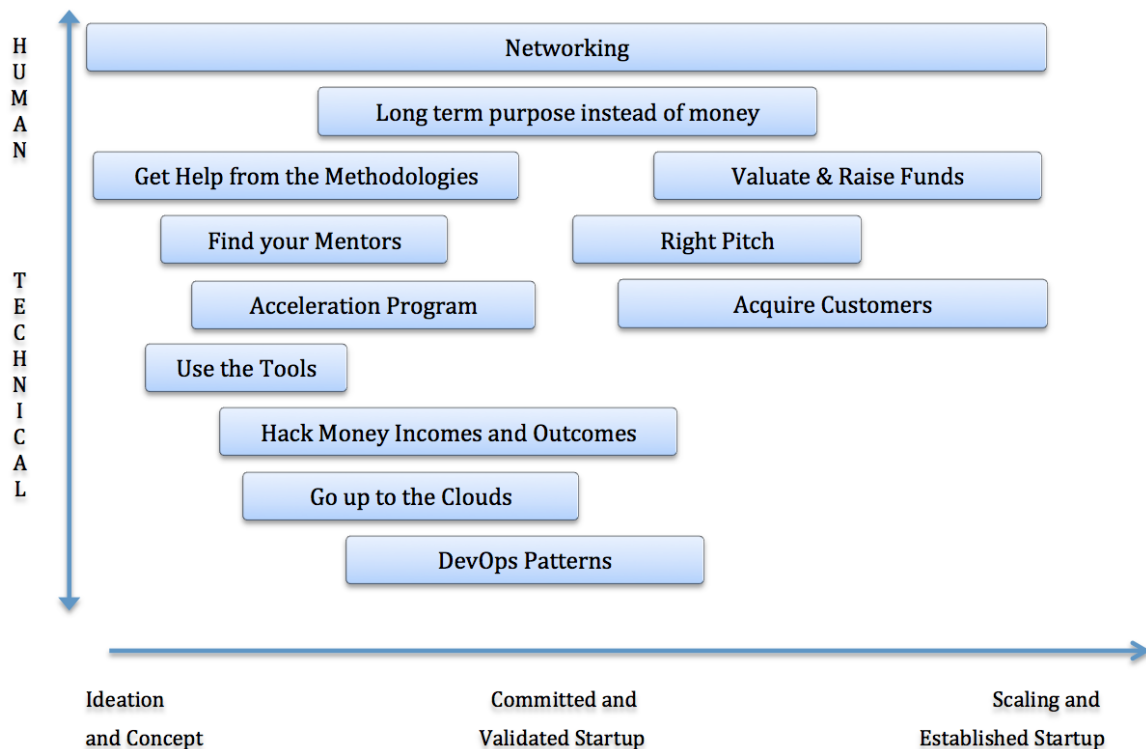 HUMAN
Networking
Long term purpose instead of money
Get Help from the Methodologies
Valuate & Raise Funds
Find your Mentors
Right Pitch
TECHNICAL
Acceleration Program
Acquire Customers
Use the Tools
Hack Money Incomes and Outcomes
Go up to the Clouds
DevOps Patterns
Ideation
and Concept
Committed and
Validated Startup
Scaling and
Established Startup